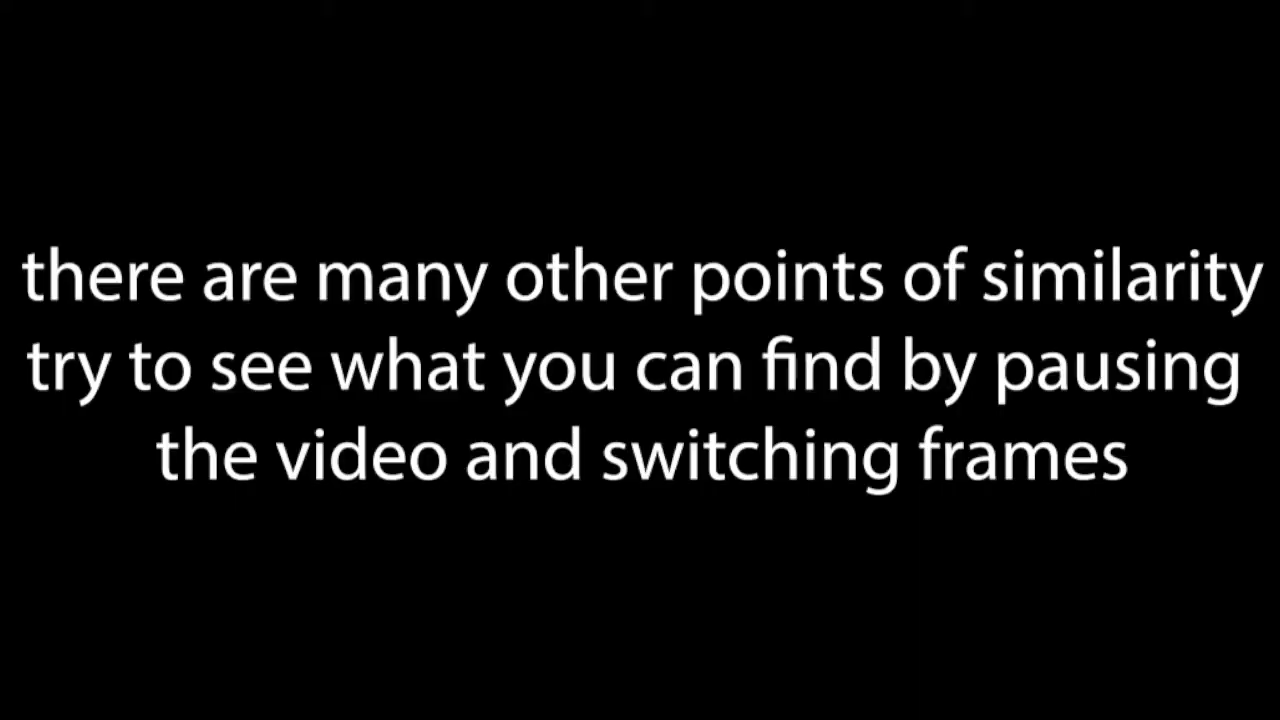 there are many other points of similarity
try to see what you can find by pausing
the video and switching frames